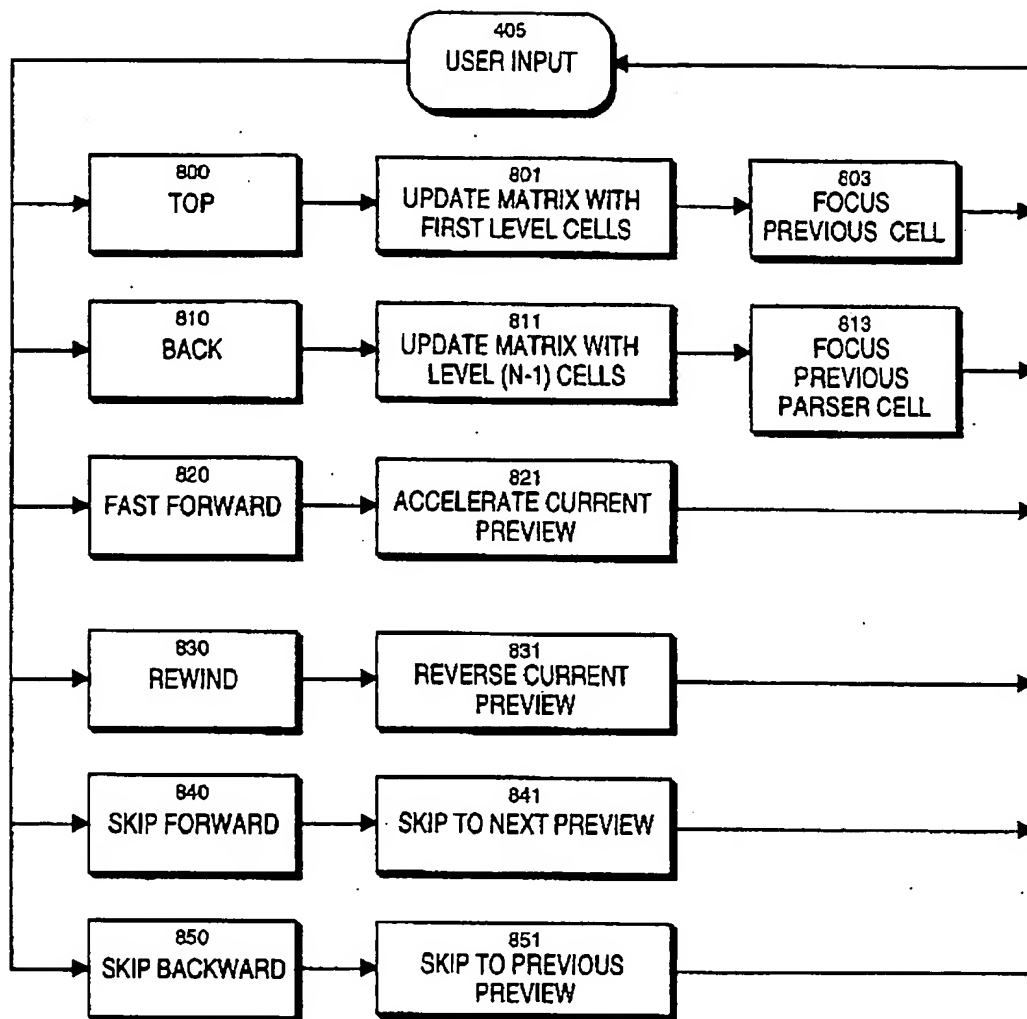 405
USER INPUT
800
TOP
801
UPDATE MATRIX WITH
FIRST LEVEL CELLS
803
FOCUS
PREVIOUS CELL
810
BACK
811
UPDATE MATRIX WITH
LEVEL (N-1) CELLS
813
FOCUS
PREVIOUS
PARSER CELL
820
FAST FORWARD
821
ACCELERATE CURRENT
PREVIEW
830
REWIND
831
REVERSE CURRENT
PREVIEW
840
SKIP FORWARD
841
SKIP TO NEXT PREVIEW
850
SKIP BACKWARD
851
SKIP TO PREVIOUS
PREVIEW